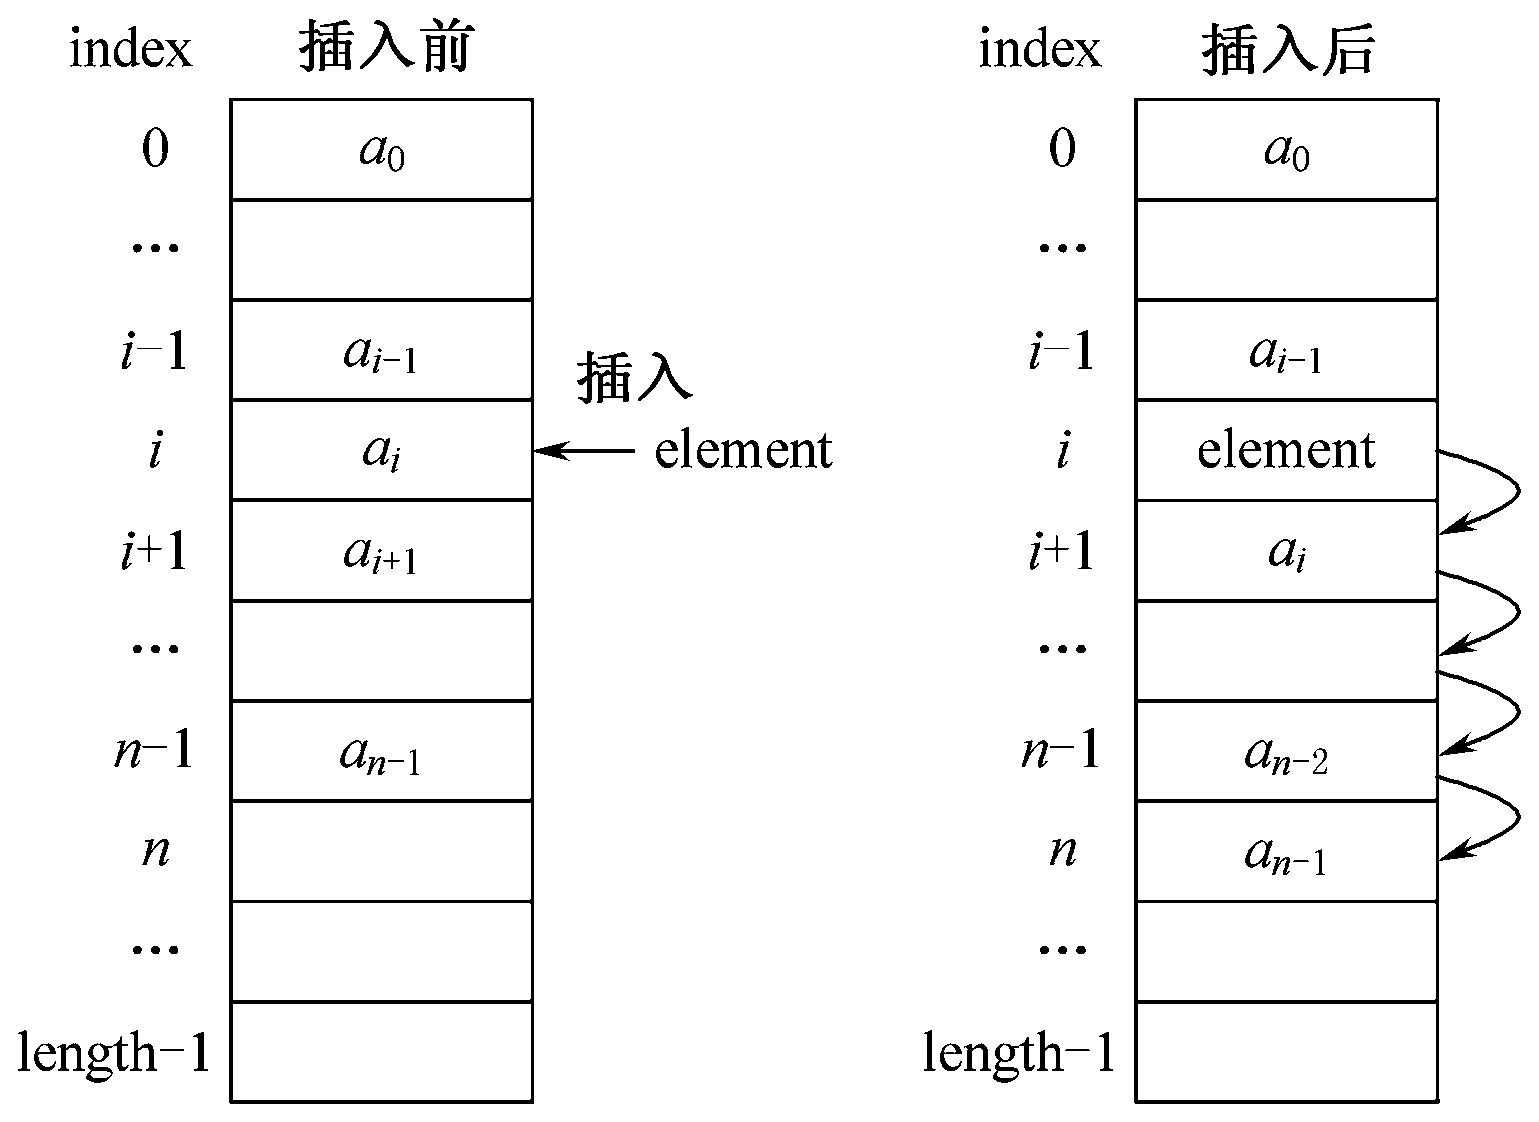 index 插入前 index 插入后
0 a0 0 a0
... ...
i-1 ai-1 i-1 ai-1
插入
i ai element i element
i+1 ai+1 i+1 ai
... ...
n-1 an-1 n-1 an-2
n n an-1
... ...
length-1 length-1